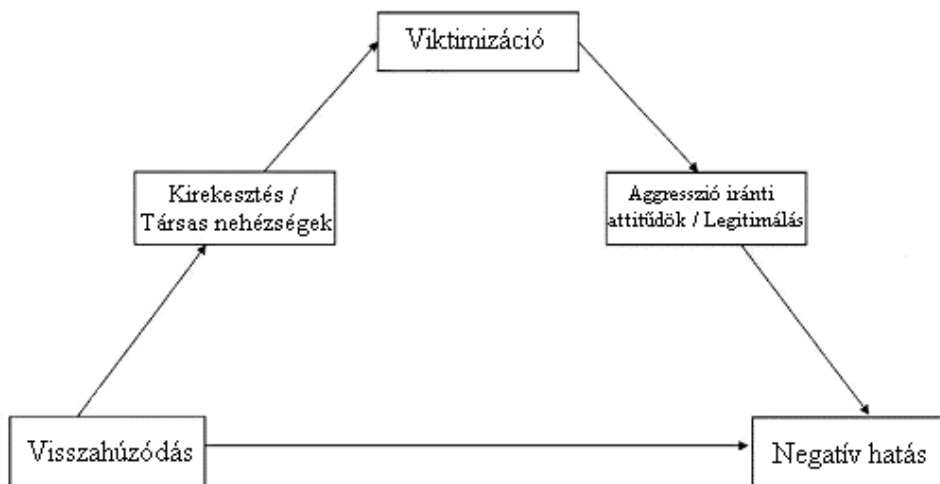 Viktimizáció
Kirekesztés /
Társas nehézségek
Aggresszió iránti
attitűdök / Legitimálás
Visszahúzódás
Negatív hatás